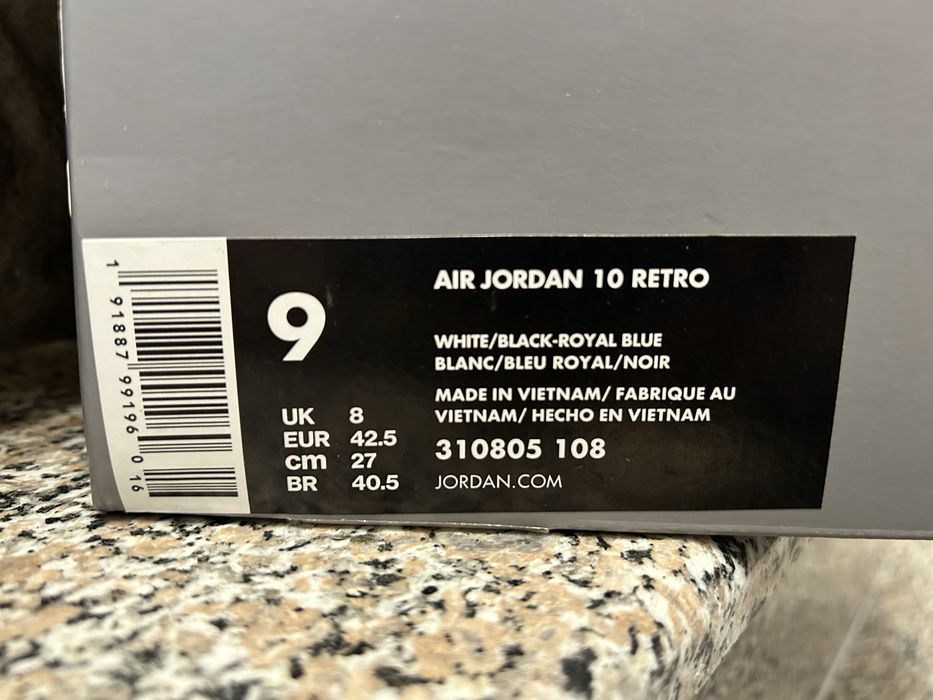 1 91887 99196 0 16
9
UK 8
EUR 42.5
cm 27
BR 40.5
AIR JORDAN 10 RETRO
WHITE/BLACK-ROYAL BLUE
BLANC/BLEU ROYAL/NOIR
MADE IN VIETNAM/ FABRIQUE AU
VIETNAM/ HECHO EN VIETNAM
310805 108
JORDAN.COM